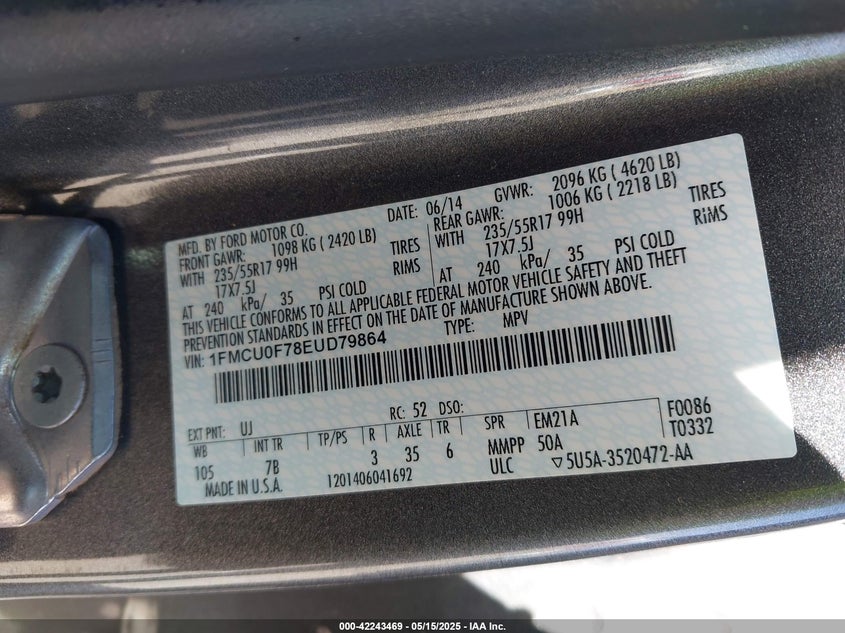 MFD. BY FORD MOTOR CO. DATE: 06/14 GVWR: 2096 KG ( 4620 LB)
FRONT GAWR: 1098 KG ( 2420 LB) REAR GAWR: 1006 KG ( 2218 LB)
WITH 235/55R17 99H TIRES WITH 235/55R17 99H TIRES
17X7.5J RIMS 17X7.5J RIMS
AT 240 kPa/ 35 PSI COLD AT 240 kPa/ 35 PSI COLD
THIS VEHICLE CONFORMS TO ALL APPLICABLE FEDERAL MOTOR VEHICLE SAFETY AND THEFT
PREVENTION STANDARDS IN EFFECT ON THE DATE OF MANUFACTURE SHOWN ABOVE.
VIN: 1FMCU0F78EUD79864 TYPE: MPV
EXT PNT: UJ RC: 52 DSO:
WB INT TR TP/PS R AXLE TR SPR EM21A F0086
105 7B 3 35 6 MMPP 50A T0332
MADE IN U.S.A. 1201406041692 ULC ▽5U5A-3520472-AA
000-42243469 - 05/15/2025 - IAA Inc.